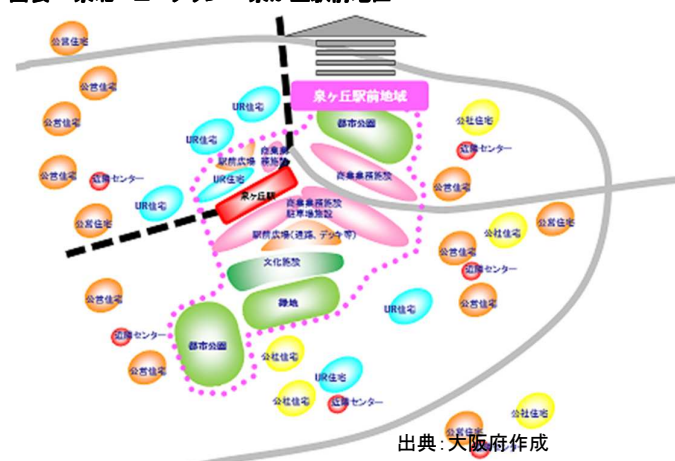 公営住宅
公営住宅
UR住宅
泉ヶ丘駅前地域
公営住宅
都市公園
公社住宅
UR住宅
駅前広場
近隣センター
公営住宅
近隣センター
UR住宅
商業業務施設
公営住宅
泉ヶ丘駅
UR住宅
公営住宅
商業業務施設
駐車場施設
公営住宅
公社住宅
駅前広場(通路、デッキ等)
公営住宅
文化施設
近隣センター
公営住宅
緑地
公営住宅
UR住宅
近隣センター
都市公園
公社住宅
公営住宅
UR住宅
公社住宅
近隣センター
公社住宅
公営住宅
出典:大阪府作成